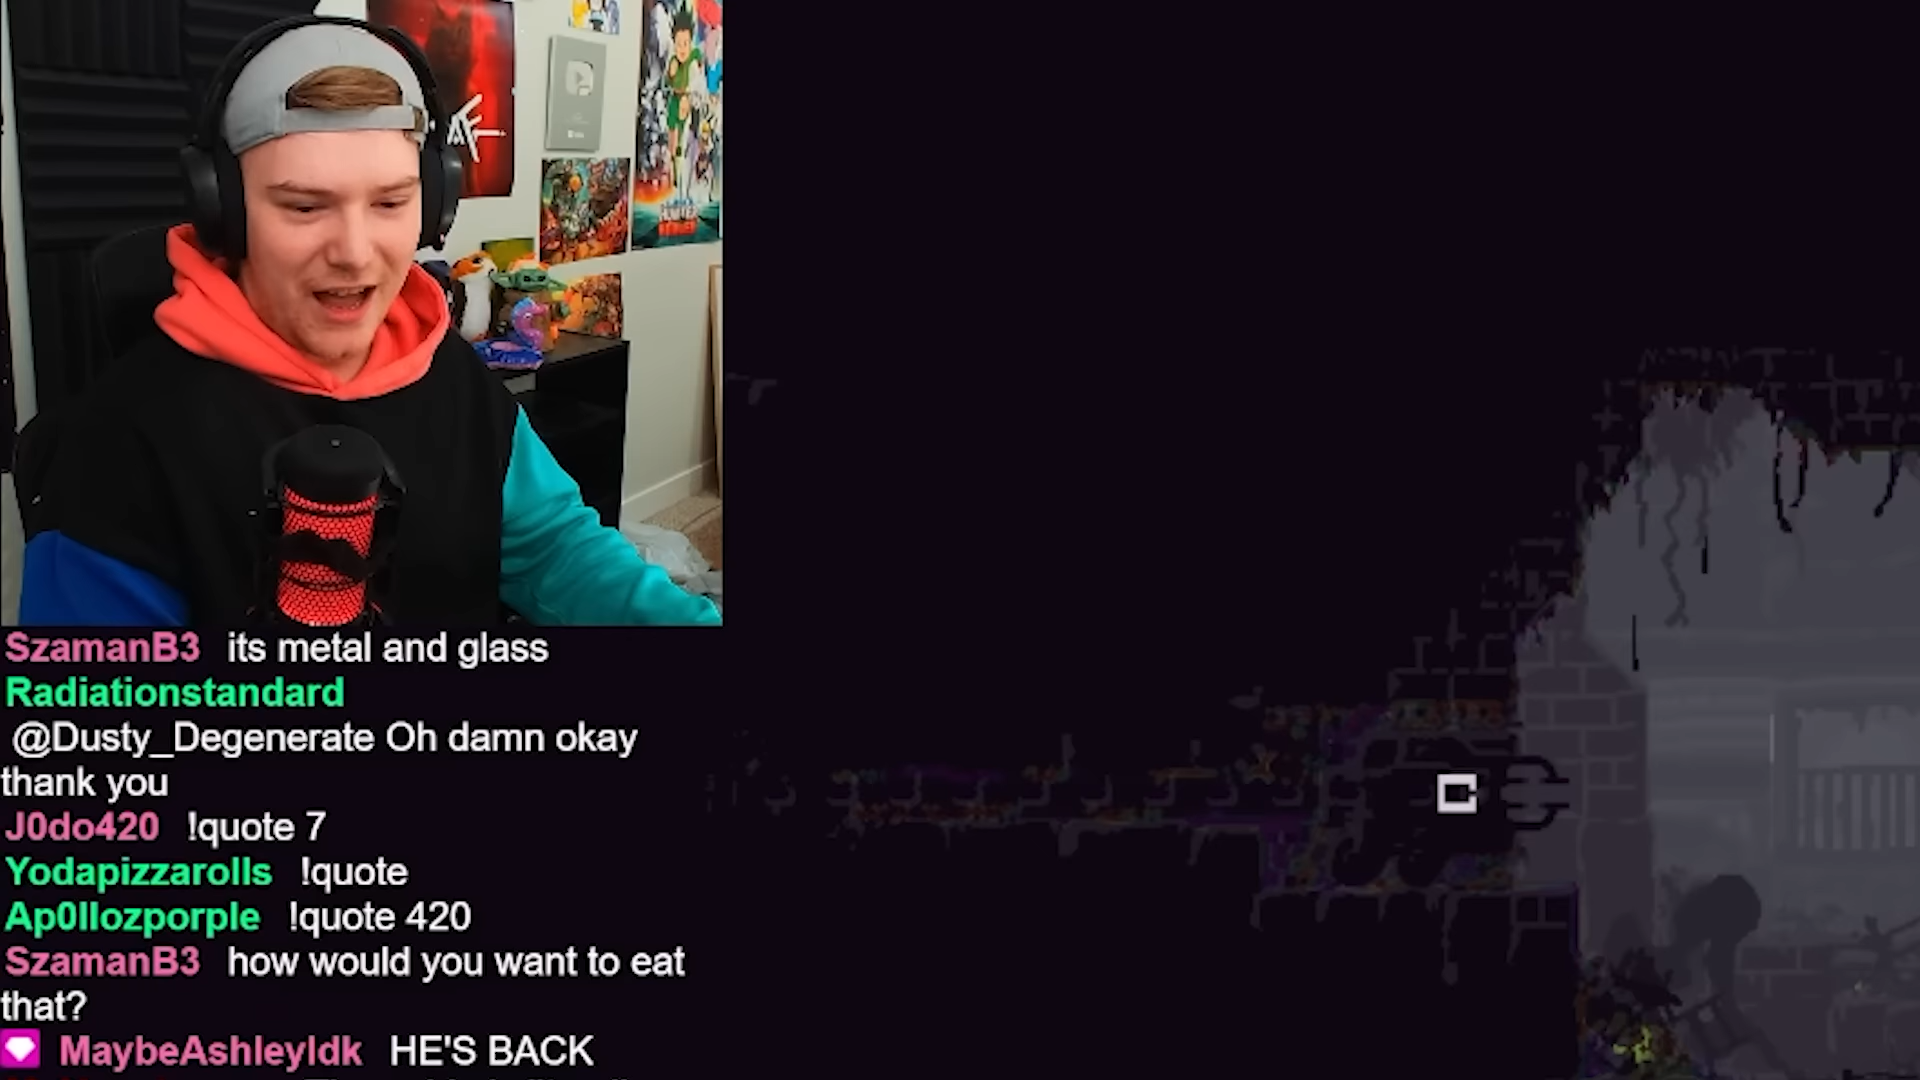 SzamanB3 its metal and glass
Radiationstandard
@Dusty_Degenerate Oh damn okay
thank you
J0do420 !quote 7
Yodapizzarolls !quote
Ap0llozporple !quote 420
SzamanB3 how would you want to eat
that?
MaybeAshleyIdk HE'S BACK